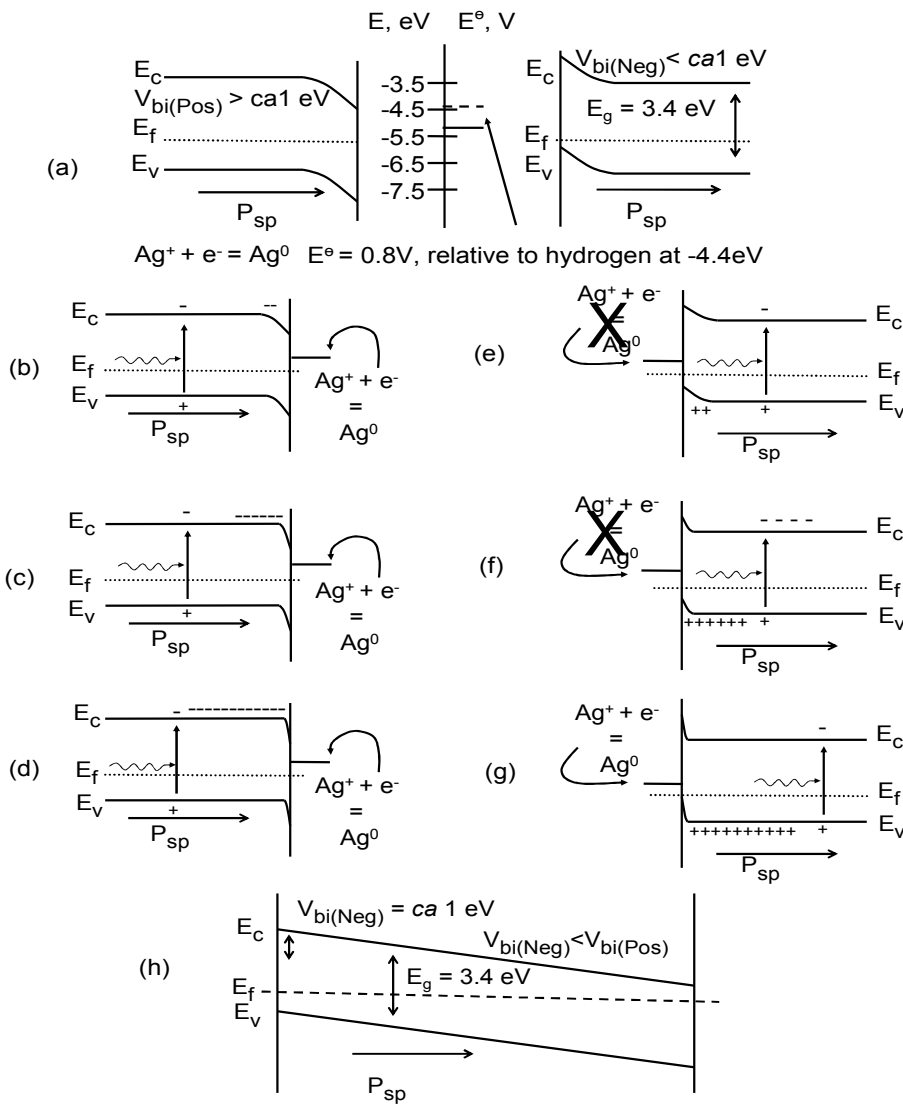 E, eV
E⁰, V
E_c
V_bi(Pos) > ca1 eV
E_f
E_v
P_sp
-3.5
-4.5
-5.5
-6.5
-7.5
V_bi(Neg) < ca1 eV
E_c
E_g = 3.4 eV
E_f
E_v
P_sp
(a)
Ag⁺ + e⁻ = Ag⁰ E⁰ = 0.8V, relative to hydrogen at -4.4eV
(b)
E_c
- --
E_f
E_v
+
P_sp
Ag⁺ + e⁻
=
Ag⁰
(e)
Ag⁺ + e⁻
=
Ag⁰
-
E_c
E_f
E_v
++ +
P_sp
(c)
E_c
- ------
E_f
E_v
+
P_sp
Ag⁺ + e⁻
=
Ag⁰
(f)
Ag⁺ + e⁻
=
Ag⁰
- - - -
E_c
E_f
E_v
++++++ +
P_sp
(d)
E_c
- ------------
E_f
E_v
+
P_sp
Ag⁺ + e⁻
=
Ag⁰
(g)
Ag⁺ + e⁻
=
Ag⁰
-
E_c
E_f
E_v
++++++++++ +
P_sp
(h)
V_bi(Neg) = ca 1 eV
E_c
V_bi(Neg)<V_bi(Pos)
E_g = 3.4 eV
E_f
E_v
P_sp